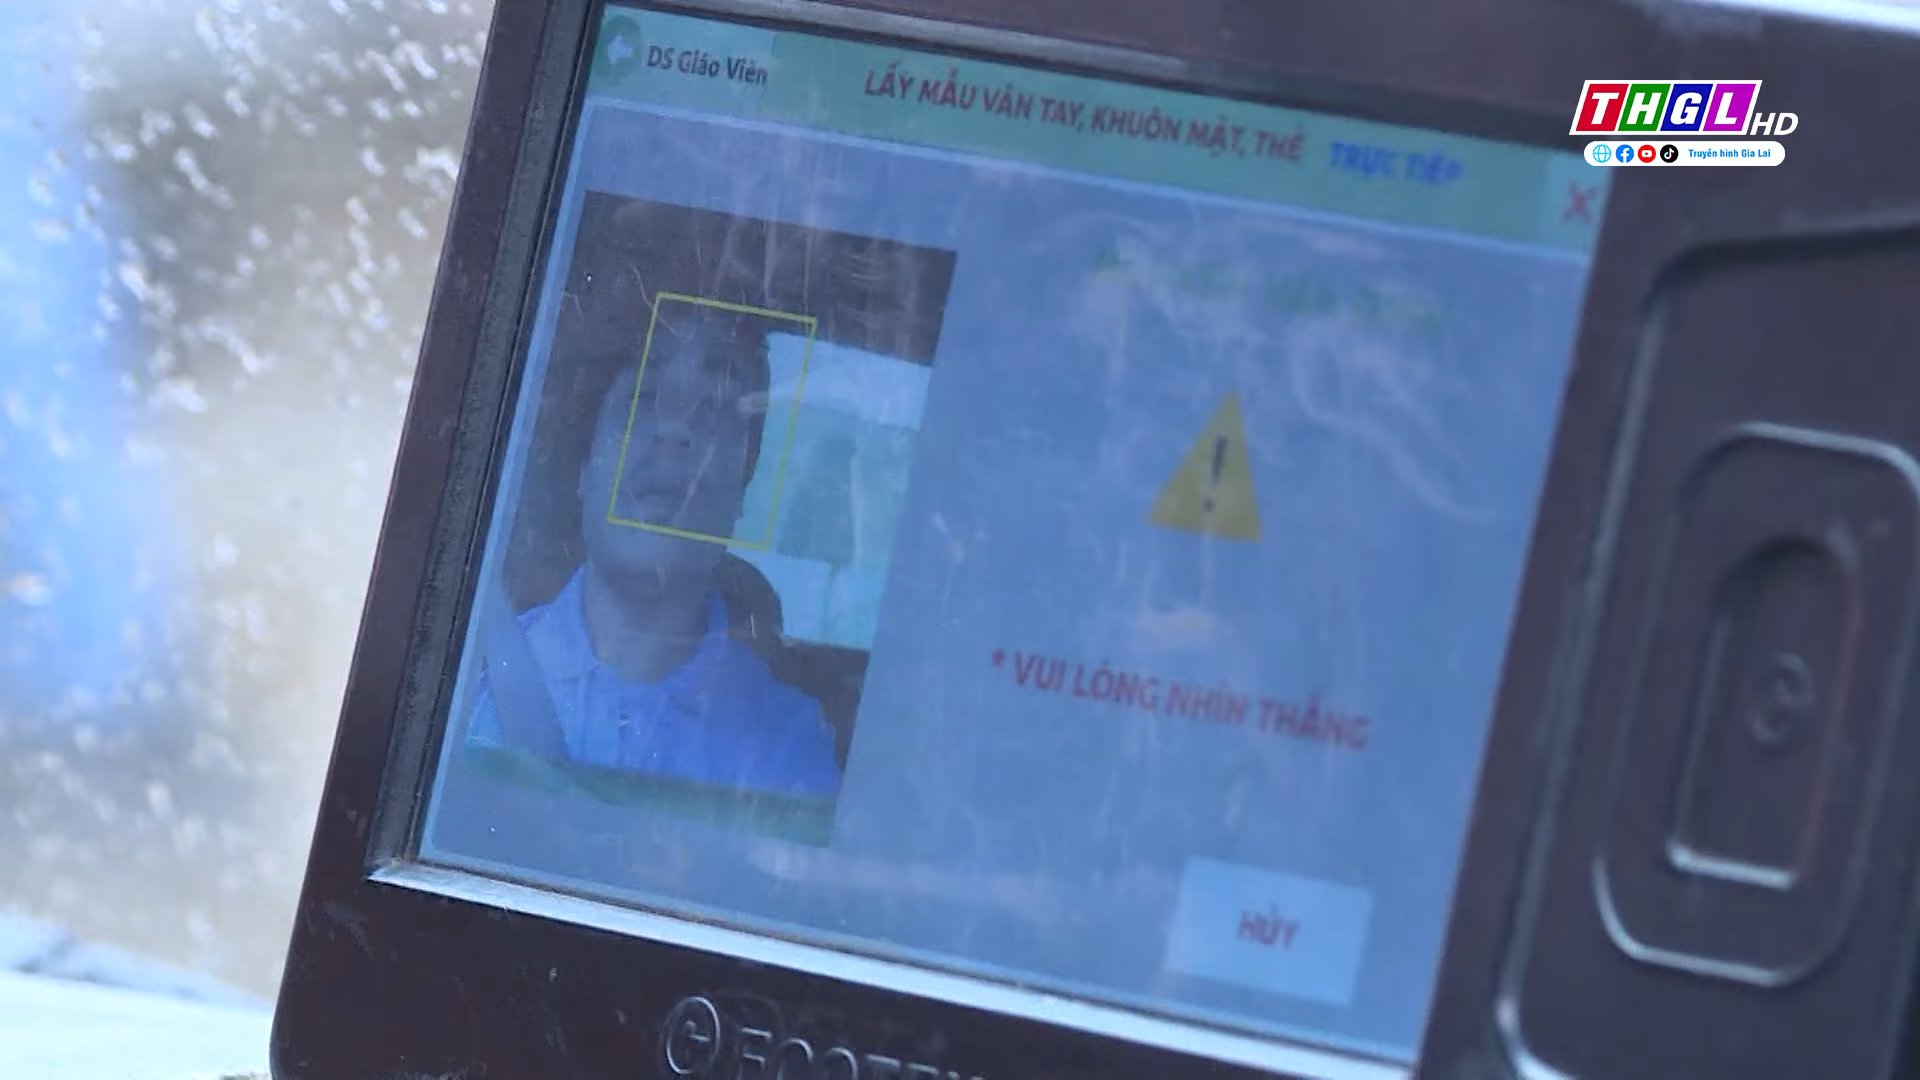 DS Giáo Viên
LẤY MẪU VÂN TAY, KHUÔN MẶT, THẺ TRỰC TIẾP
X
* VUI LÒNG NHÌN THẲNG
HỦY
THGL HD
Truyền hình Gia Lai